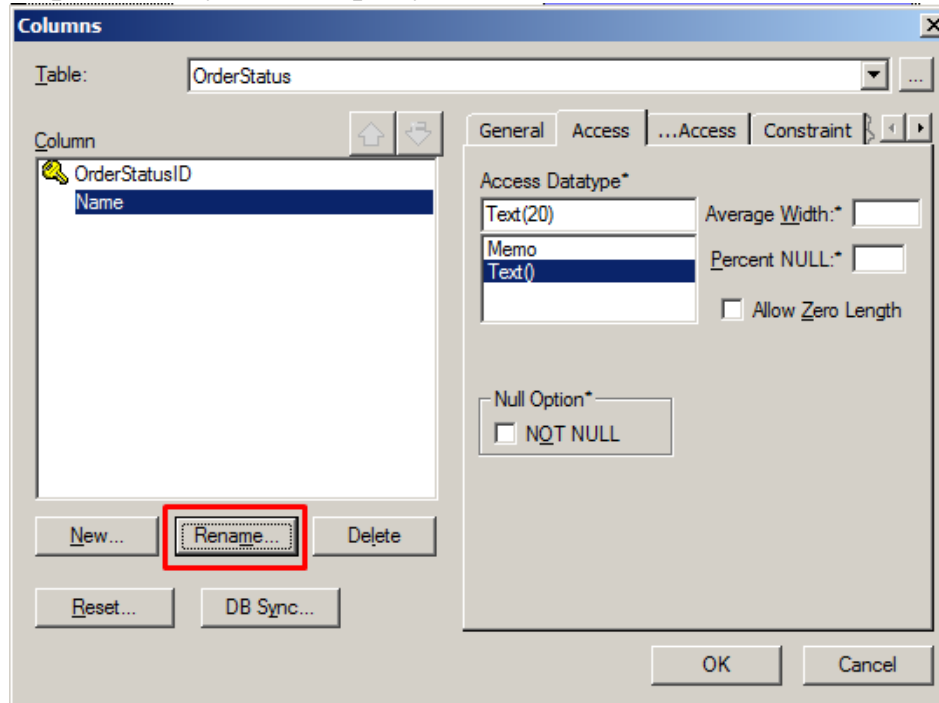 Columns
Table: OrderStatus ...
Column
OrderStatusID
Name
General Access ...Access Constraint
Access Datatype*
Text(20) Average Width:*
Memo
Text() Percent NULL:*
Allow Zero Length
Null Option*
NOT NULL
New... Rename... Delete
Reset... DB Sync...
OK Cancel